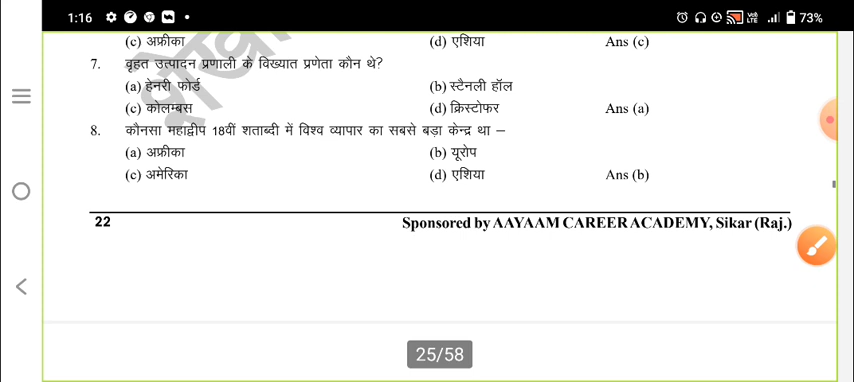 1:16
VoD LTE 73%
(c) अफ्रीका (d) एशिया Ans (c)
7. वृहत उत्पादन प्रणाली के विख्यात प्रणेता कौन थे?
(a) हेनरी फोर्ड (b) स्टैनली हॉल
(c) कोलम्बस (d) क्रिस्टोफर Ans (a)
8. कौनसा महाद्वीप 18वीं शताब्दी में विश्व व्यापार का सबसे बड़ा केन्द्र था –
(a) अफ्रीका (b) यूरोप
(c) अमेरिका (d) एशिया Ans (b)
22 Sponsored by AAYAAM CAREER ACADEMY, Sikar (Raj.)
25/58